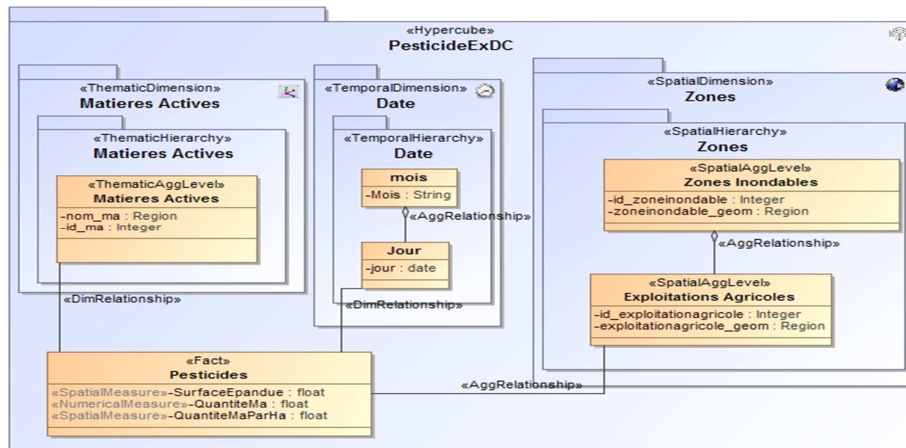 «Hypercube»
PesticideExDC
«ThematicDimension»
Matieres Actives
«ThematicHierarchy»
Matieres Actives
«ThematicAggLevel»
Matieres Actives
-nom_ma : Region
-id_ma : Integer
«DimRelationship»
«TemporalDimension»
Date
«TemporalHierarchy»
Date
mois
-Mois : String
«AggRelationship»
Jour
-jour : date
«DimRelationship»
«SpatialDimension»
Zones
«SpatialHierarchy»
Zones
«SpatialAggLevel»
Zones Inondables
-id_zoneinondable : Integer
-zoneinondable_geom : Region
«AggRelationship»
«SpatialAggLevel»
Exploitations Agricoles
-id_exploitationagricole : Integer
-exploitationagricole_geom : Region
«AggRelationship»
«Fact»
Pesticides
«SpatialMeasure»-SurfaceEpandue : float
«NumericalMeasure»-QuantiteMa : float
«SpatialMeasure»-QuantiteMaParHa : float